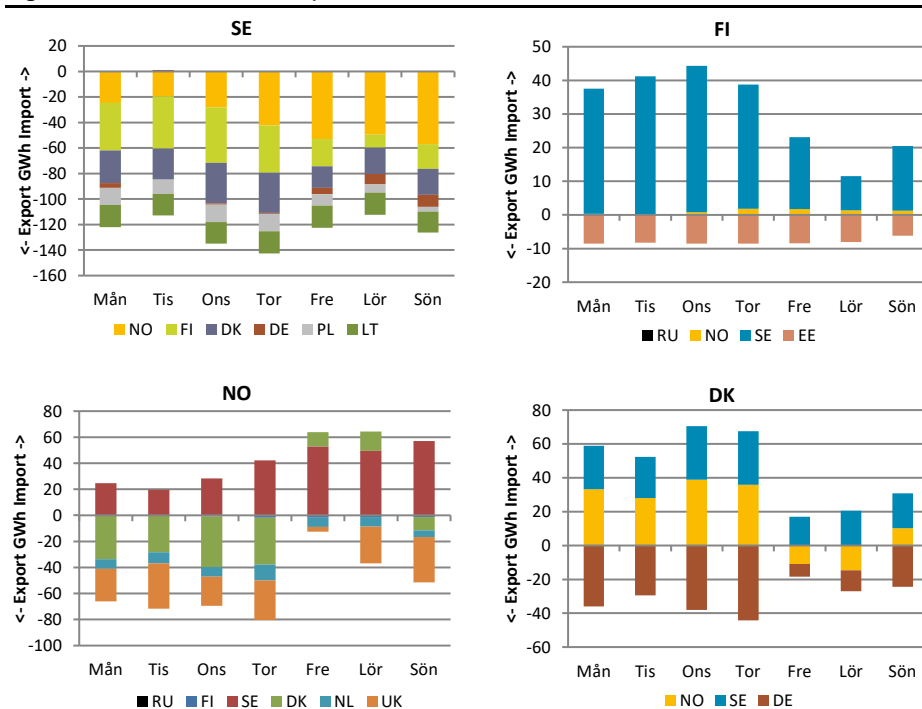 SE
20
0
-20
-40
-60
-80
-100
-120
-140
-160
<- Export GWh Import ->
Mån Tis Ons Tor Fre Lör Sön
NO FI DK DE PL LT
FI
50
40
30
20
10
0
-10
-20
<- Export GWh Import ->
Mån Tis Ons Tor Fre Lör Sön
RU NO SE EE
NO
80
60
40
20
0
-20
-40
-60
-80
-100
<- Export GWh Import ->
Mån Tis Ons Tor Fre Lör Sön
RU FI SE DK NL UK
DK
80
60
40
20
0
-20
-40
-60
<- Export GWh Import ->
Mån Tis Ons Tor Fre Lör Sön
NO SE DE